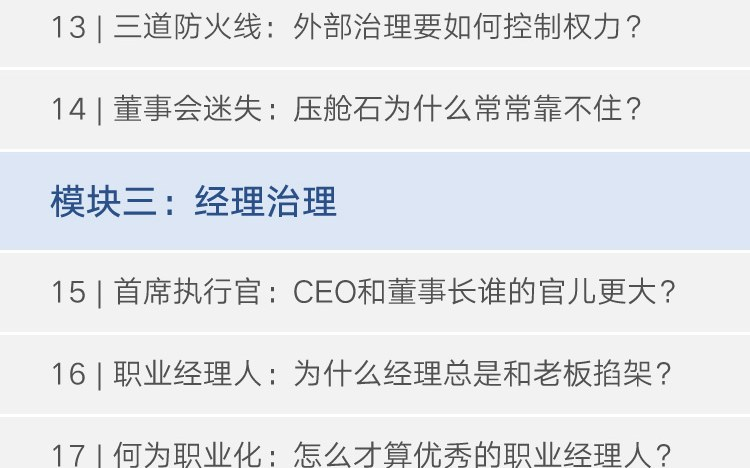 13 | 三道防火线：外部治理要如何控制权力？
14 | 董事会迷失：压舱石为什么常常靠不住？
模块三：经理治理
15 | 首席执行官：CEO和董事长谁的官儿更大？
16 | 职业经理人：为什么经理总是和老板掐架？
17 | 何为职业化：怎么才算优秀的职业经理人？